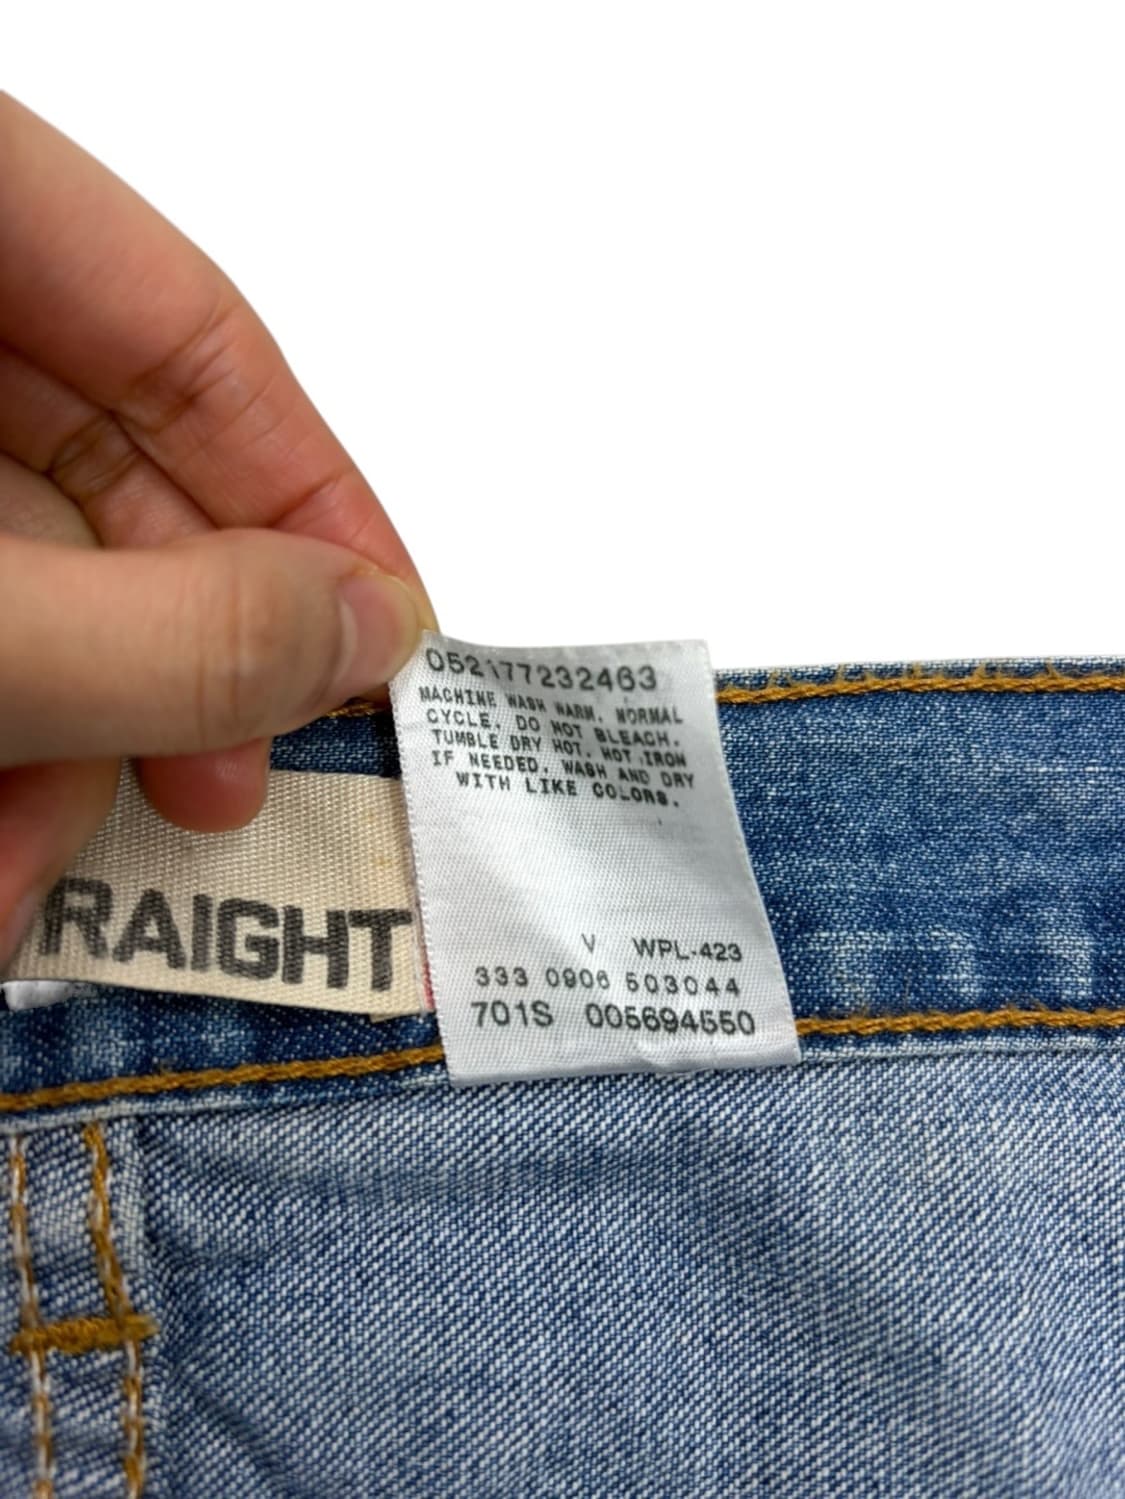 052177232463
MACHINE WASH WARM. NORMAL
CYCLE. DO NOT BLEACH.
TUMBLE DRY HOT. HOT IRON
IF NEEDED. WASH AND DRY
WITH LIKE COLORS.
RAIGHT
V WPL-423
333 0906 503044
701S 005694550